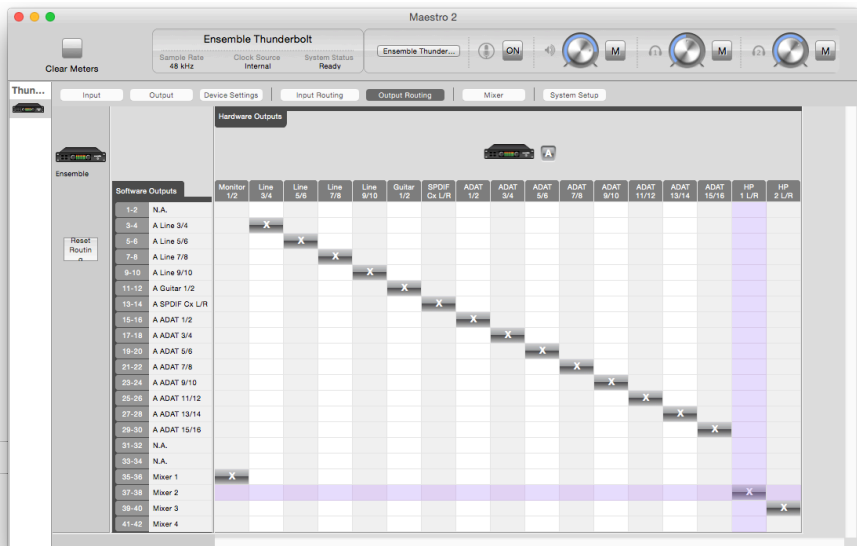 Maestro 2
Clear Meters
Ensemble Thunderbolt
Sample Rate
48 kHz
Clock Source
Internal
System Status
Ready
Ensemble Thunder...
ON
M
1
M
2
M
Thun...
Input
Output
Device Settings
Input Routing
Output Routing
Mixer
System Setup
Hardware Outputs
A
Ensemble
Reset
Routin
Software Outputs
Monitor 1/2
Line 3/4
Line 5/6
Line 7/8
Line 9/10
Guitar 1/2
SPDIF Cx L/R
ADAT 1/2
ADAT 3/4
ADAT 5/6
ADAT 7/8
ADAT 9/10
ADAT 11/12
ADAT 13/14
ADAT 15/16
HP 1 L/R
HP 2 L/R
1-2 N.A.
3-4 A Line 3/4 X
5-6 A Line 5/6 X
7-8 A Line 7/8 X
9-10 A Line 9/10 X
11-12 A Guitar 1/2 X
13-14 A SPDIF Cx L/R X
15-16 A ADAT 1/2 X
17-18 A ADAT 3/4 X
19-20 A ADAT 5/6 X
21-22 A ADAT 7/8 X
23-24 A ADAT 9/10 X
25-26 A ADAT 11/12 X
27-28 A ADAT 13/14 X
29-30 A ADAT 15/16 X
31-32 N.A.
33-34 N.A.
35-36 Mixer 1 X
37-38 Mixer 2 X
39-40 Mixer 3 X
41-42 Mixer 4